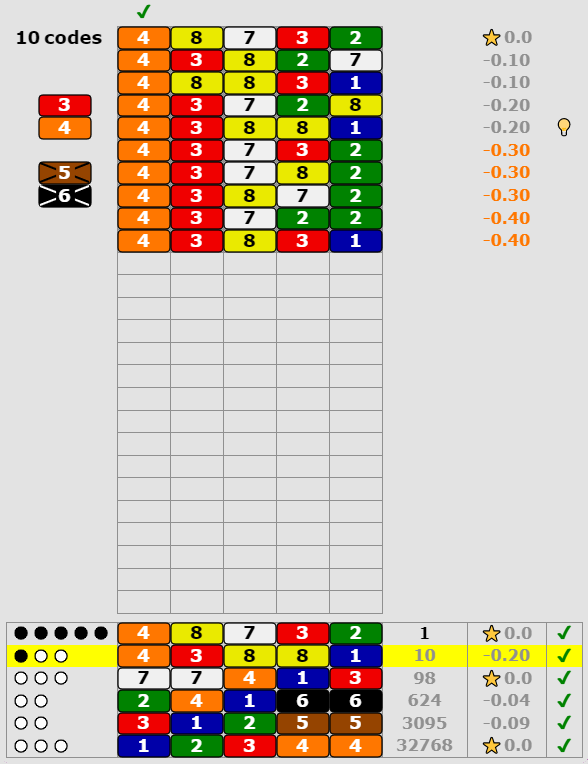 ✓
10 codes 4 8 7 3 2 0.0
4 3 8 2 7 -0.10
4 8 8 3 1 -0.10
3 4 3 7 2 8 -0.20
4 4 3 8 8 1 -0.20
4 3 7 3 2 -0.30
5 4 3 7 8 2 -0.30
6 4 3 8 7 2 -0.30
4 3 7 2 2 -0.40
4 3 8 3 1 -0.40
4 8 7 3 2 1 0.0 ✓
4 3 8 8 1 10 -0.20 ✓
7 7 4 1 3 98 0.0 ✓
2 4 1 6 6 624 -0.04 ✓
3 1 2 5 5 3095 -0.09 ✓
1 2 3 4 4 32768 0.0 ✓